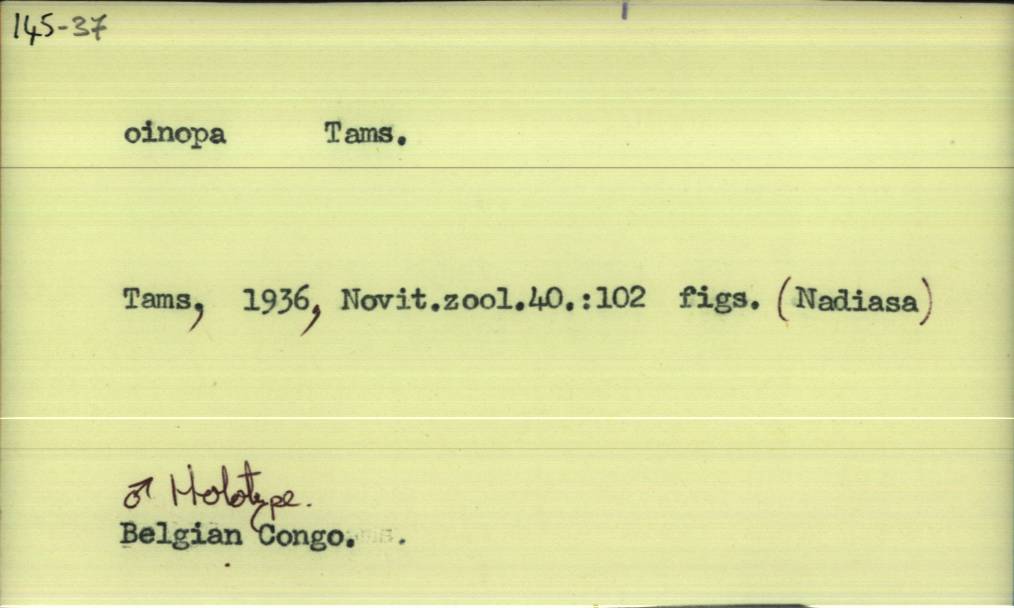 145-37
oinopa Tams.
Tams, 1936, Novit.zool.40.:102 figs. (Nadiasa)
♂ Holotype.
Belgian Congo. .